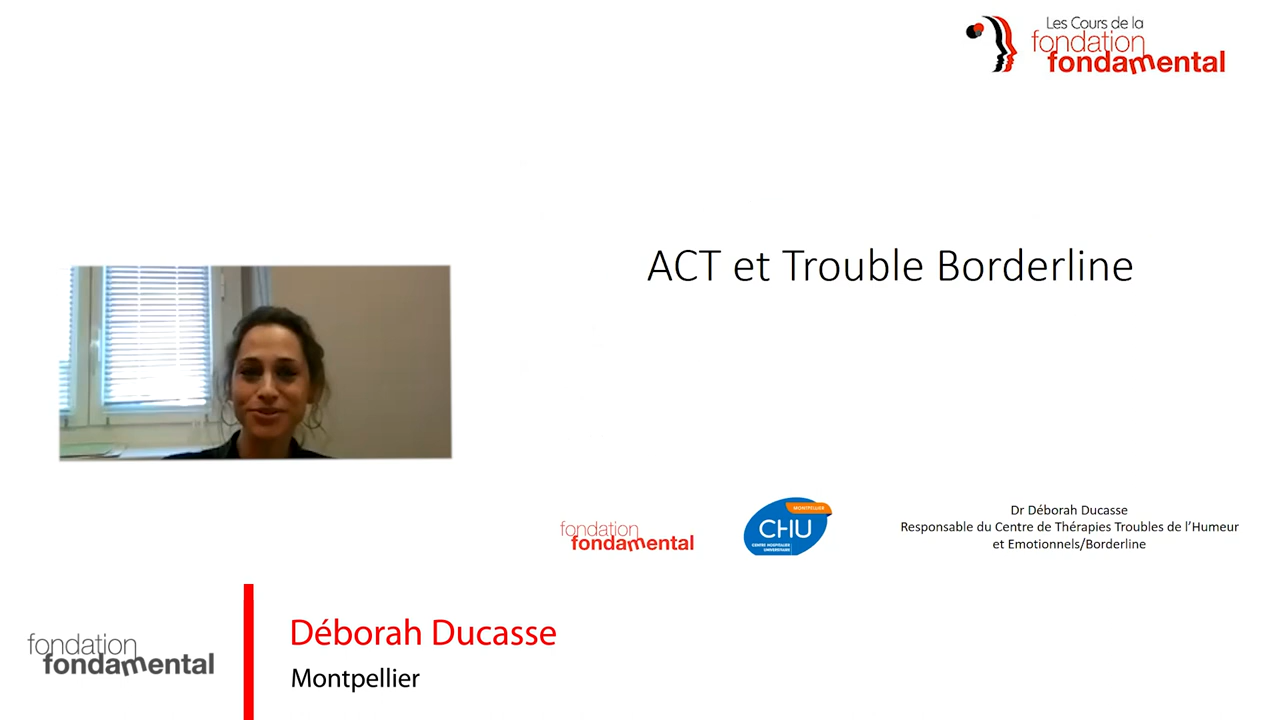 Les Cours de la
fondation
fondamental
ACT et Trouble Borderline
fondation
fondamental
MONTPELLIER
CHU
CENTRE HOSPITALIER
UNIVERSITAIRE
Dr Déborah Ducasse
Responsable du Centre de Thérapies Troubles de l'Humeur
et Emotionnels/Borderline
fondation
fondamental
Déborah Ducasse
Montpellier